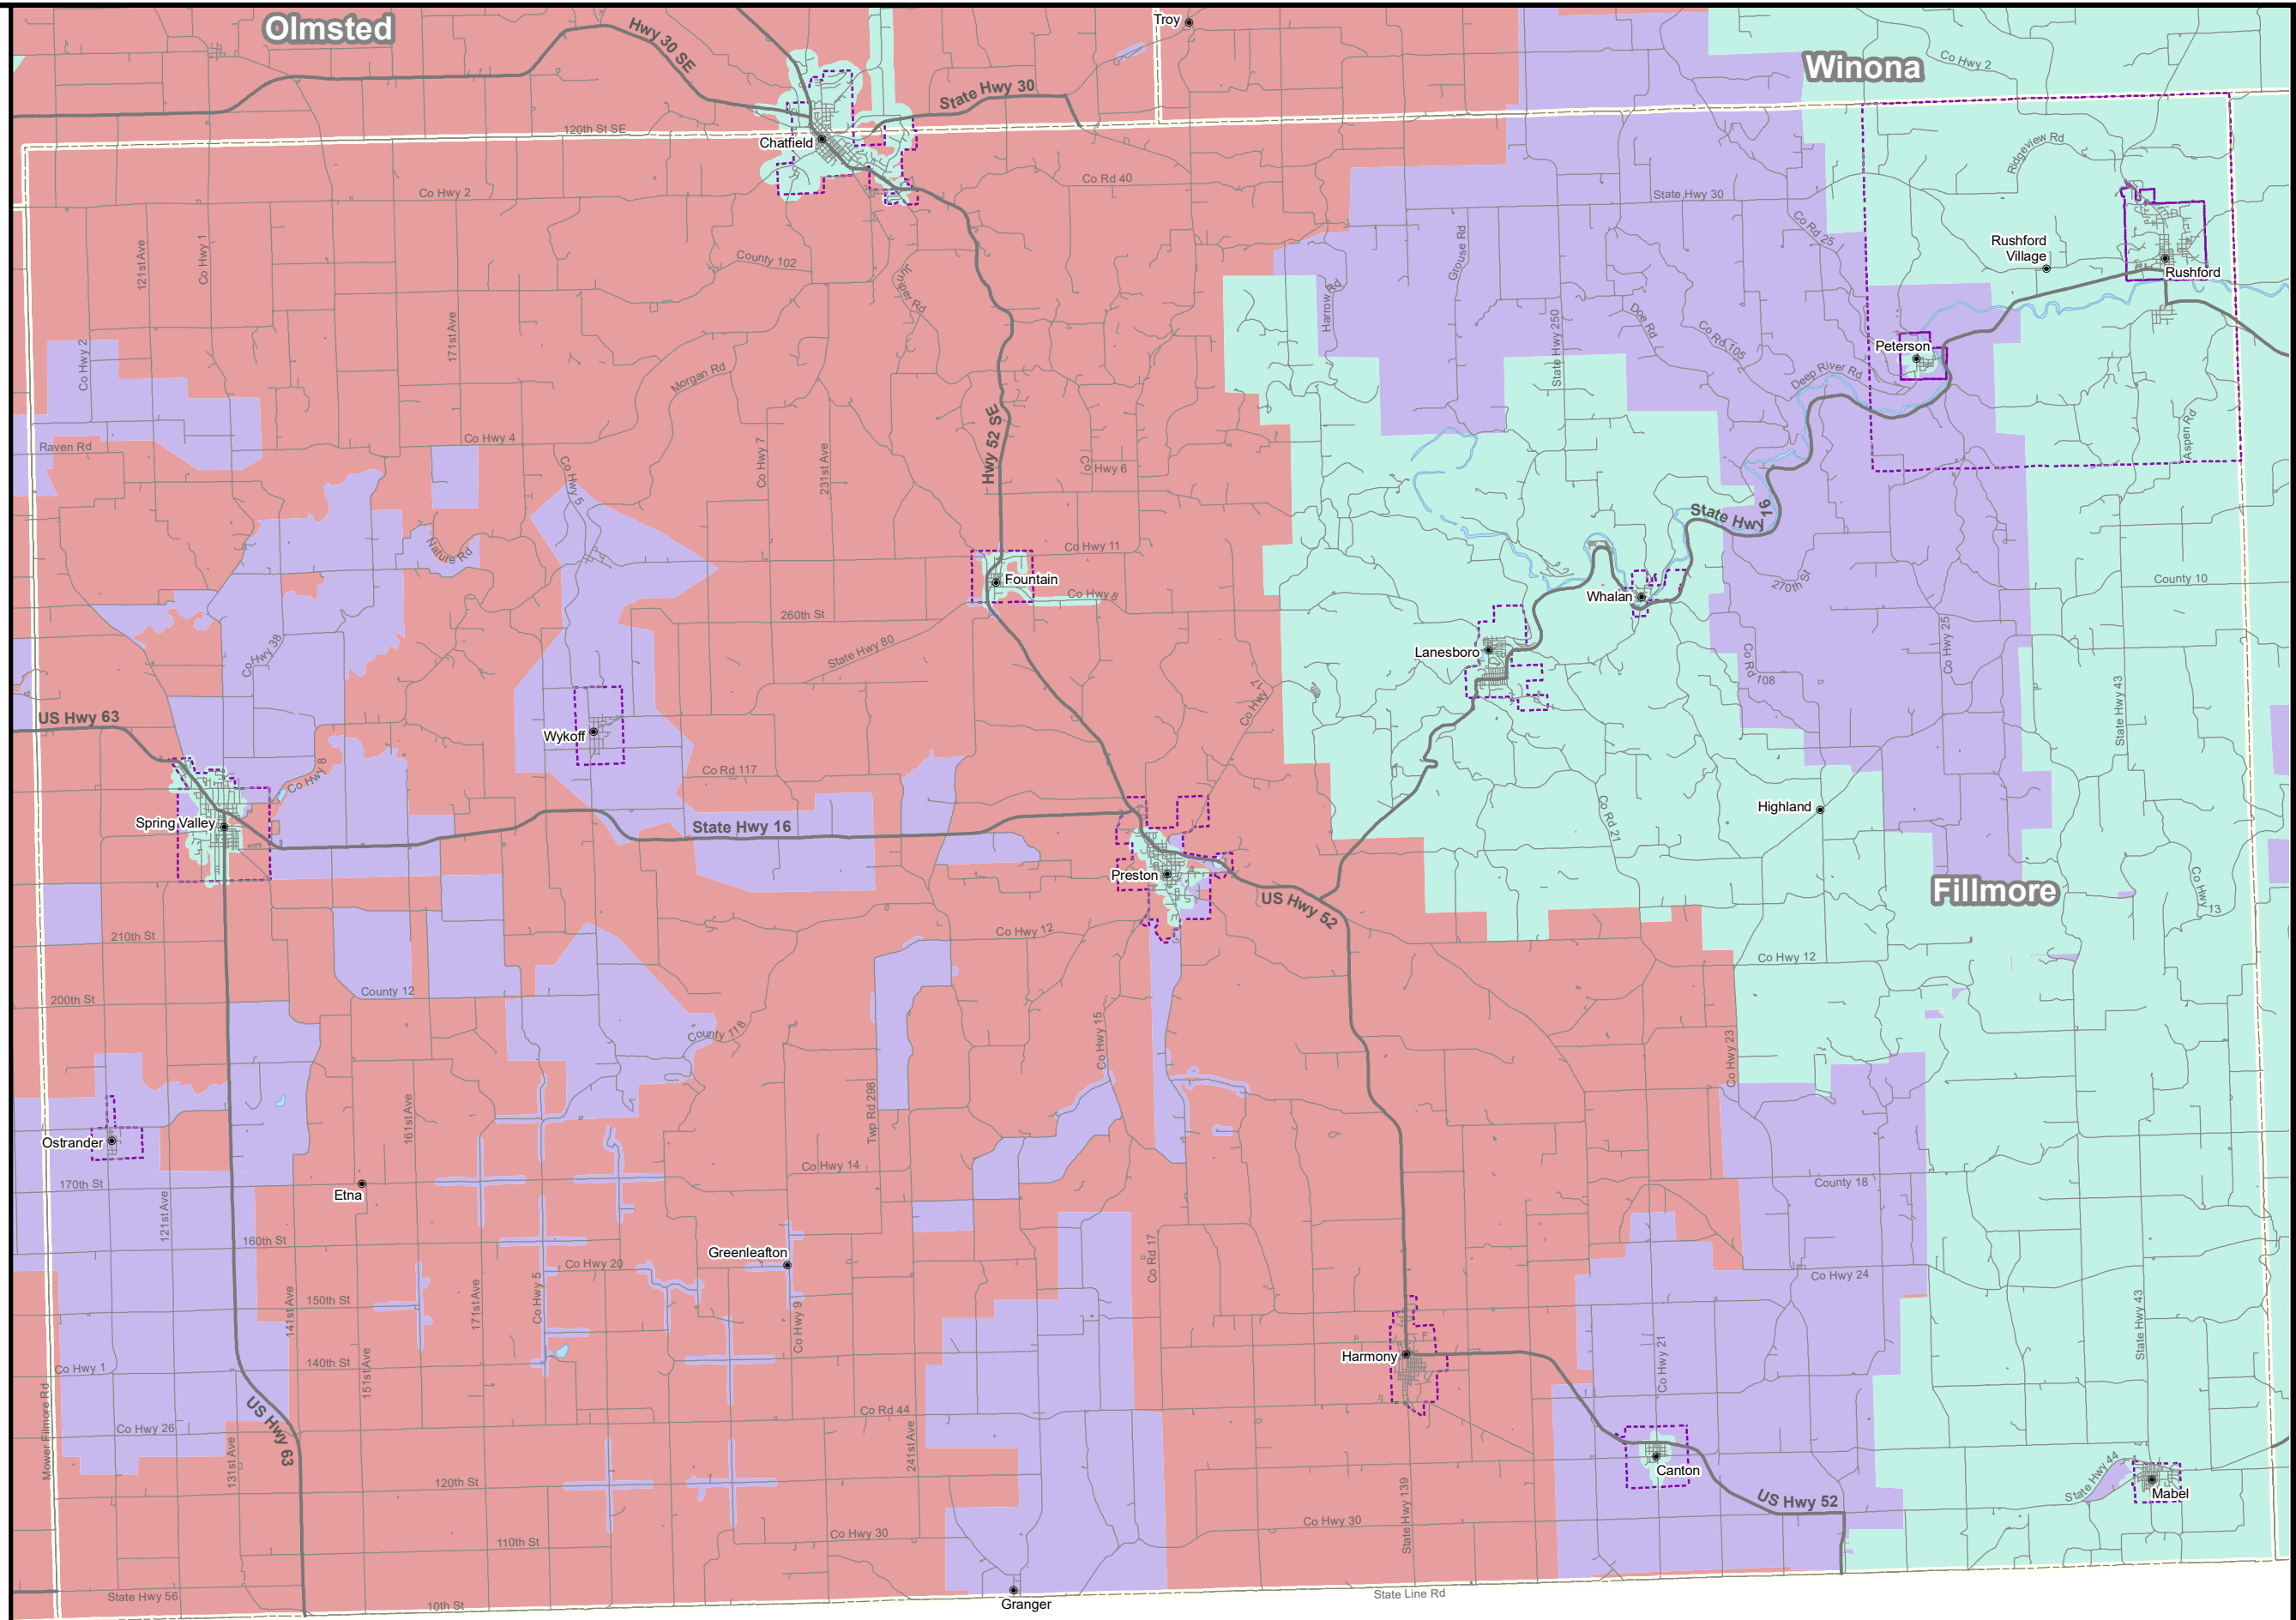 Olmsted
Hwy 30 SE
Troy
Winona
Co Hwy 2
State Hwy 30
120th St SE
Chatfield
Ridgeview Rd
Co Hwy 2
Co Rd 40
State Hwy 30
Co Rd 25
121st Ave
Co Hwy 1
County 102
Juniper Rd
Grouse Rd
Rushford
Village
Rushford
Harrow Rd
State Hwy 250
Doe Rd
Co Rd 105
Co Hwy 2
171st Ave
Morgan Rd
Peterson
Deep River Rd
Hwy 52 SE
Raven Rd
Co Hwy 4
Co Hwy 5
Co Hwy 7
231st Ave
Co Hwy 6
Aspen Rd
State Hwy 16
Nature Rd
Co Hwy 11
Fountain
Co Hwy 8
270th St
County 10
Whalan
260th St
Co Hwy 38
State Hwy 80
Lanesboro
Co Hwy 25
Co Rd 108
Co Hwy 17
State Hwy 43
US Hwy 63
Wykoff
Co Hwy 8
Co Rd 117
Spring Valley
State Hwy 16
Co Rd 21
Highland
Preston
US Hwy 52
Fillmore
Co Hwy 13
210th St
Co Hwy 12
Co Hwy 12
County 12
200th St
County 118
Co Hwy 15
Co Hwy 23
Twp Rd 298
161st Ave
Ostrander
170th St
Etna
Co Hwy 14
County 18
121st Ave
160th St
Greenleafton
Co Hwy 20
Co Rd 17
Co Hwy 24
150th St
141st Ave
171st Ave
Co Hwy 5
Co Hwy 9
State Hwy 43
Harmony
Co Hwy 21
Co Hwy 1
140th St
151st Ave
Mower Fillmore Rd
US Hwy 63
Co Rd 44
Co Hwy 26
131st Ave
241st Ave
Canton
120th St
State Hwy 139
US Hwy 52
State Hwy 44
Mabel
Co Hwy 30
Co Hwy 30
110th St
State Hwy 56
10th St
Granger
State Line Rd